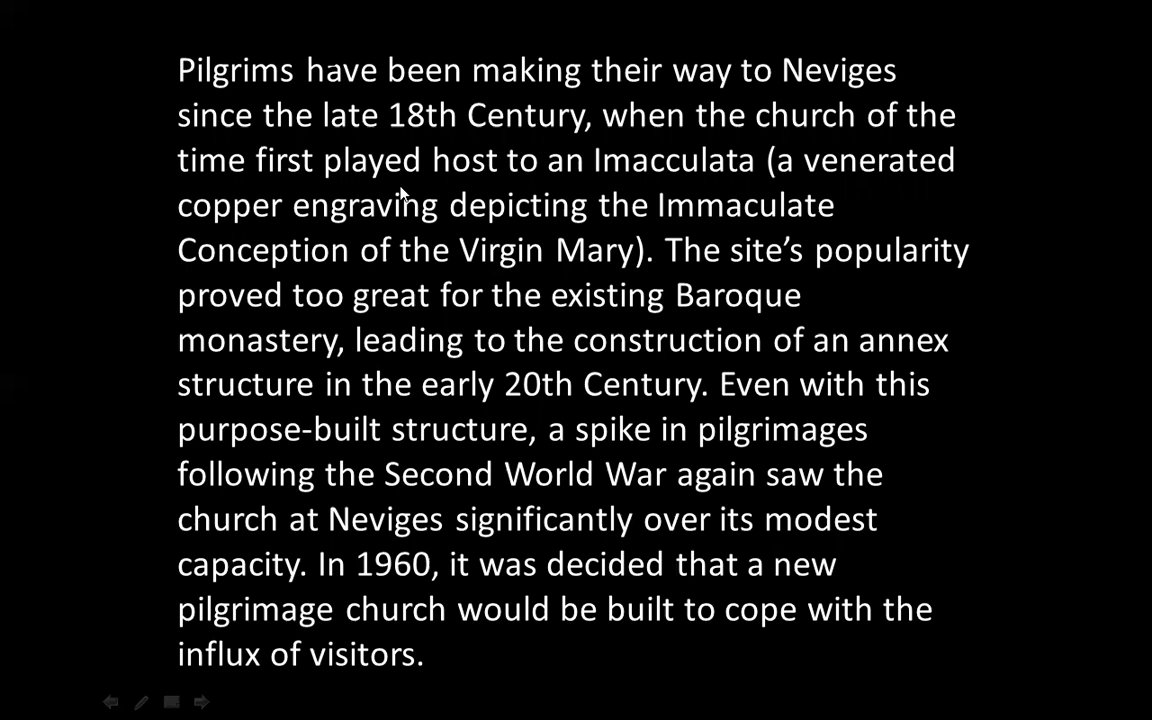 Pilgrims have been making their way to Neviges
since the late 18th Century, when the church of the
time first played host to an Imacculata (a venerated
copper engraving depicting the Immaculate
Conception of the Virgin Mary). The site’s popularity
proved too great for the existing Baroque
monastery, leading to the construction of an annex
structure in the early 20th Century. Even with this
purpose-built structure, a spike in pilgrimages
following the Second World War again saw the
church at Neviges significantly over its modest
capacity. In 1960, it was decided that a new
pilgrimage church would be built to cope with the
influx of visitors.